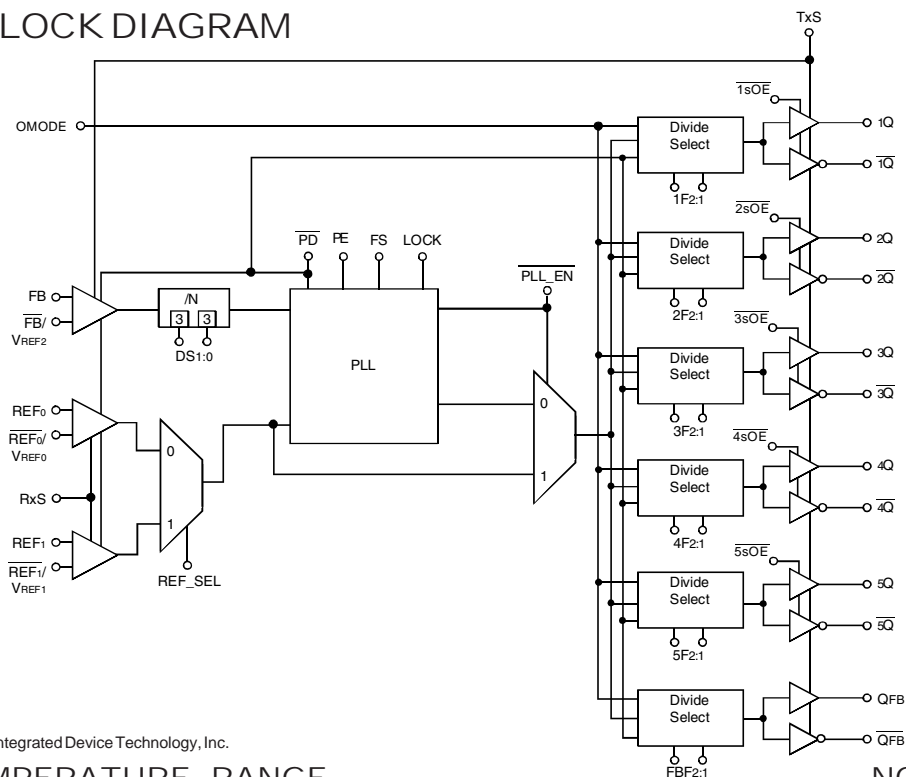 LOCK DIAGRAM
TxS
1sOE
OMODE
Divide
Select
1Q
1Q
1F2:1
2sOE
PD PE FS LOCK
PLL_EN
Divide
Select
2Q
2Q
2F2:1
FB
FB/
VREF2
/N
3 3
DS1:0
PLL
3sOE
Divide
Select
3Q
3Q
3F2:1
REF0
REF0/
VREF0
0
1
0
1
RxS
REF1
REF1/
VREF1
REF_SEL
4sOE
Divide
Select
4Q
4Q
4F2:1
5sOE
Divide
Select
5Q
5Q
5F2:1
Divide
Select
QFB
QFB
FBF2:1
ntegrated Device Technology, Inc.
MPERATURE RANGE
NO